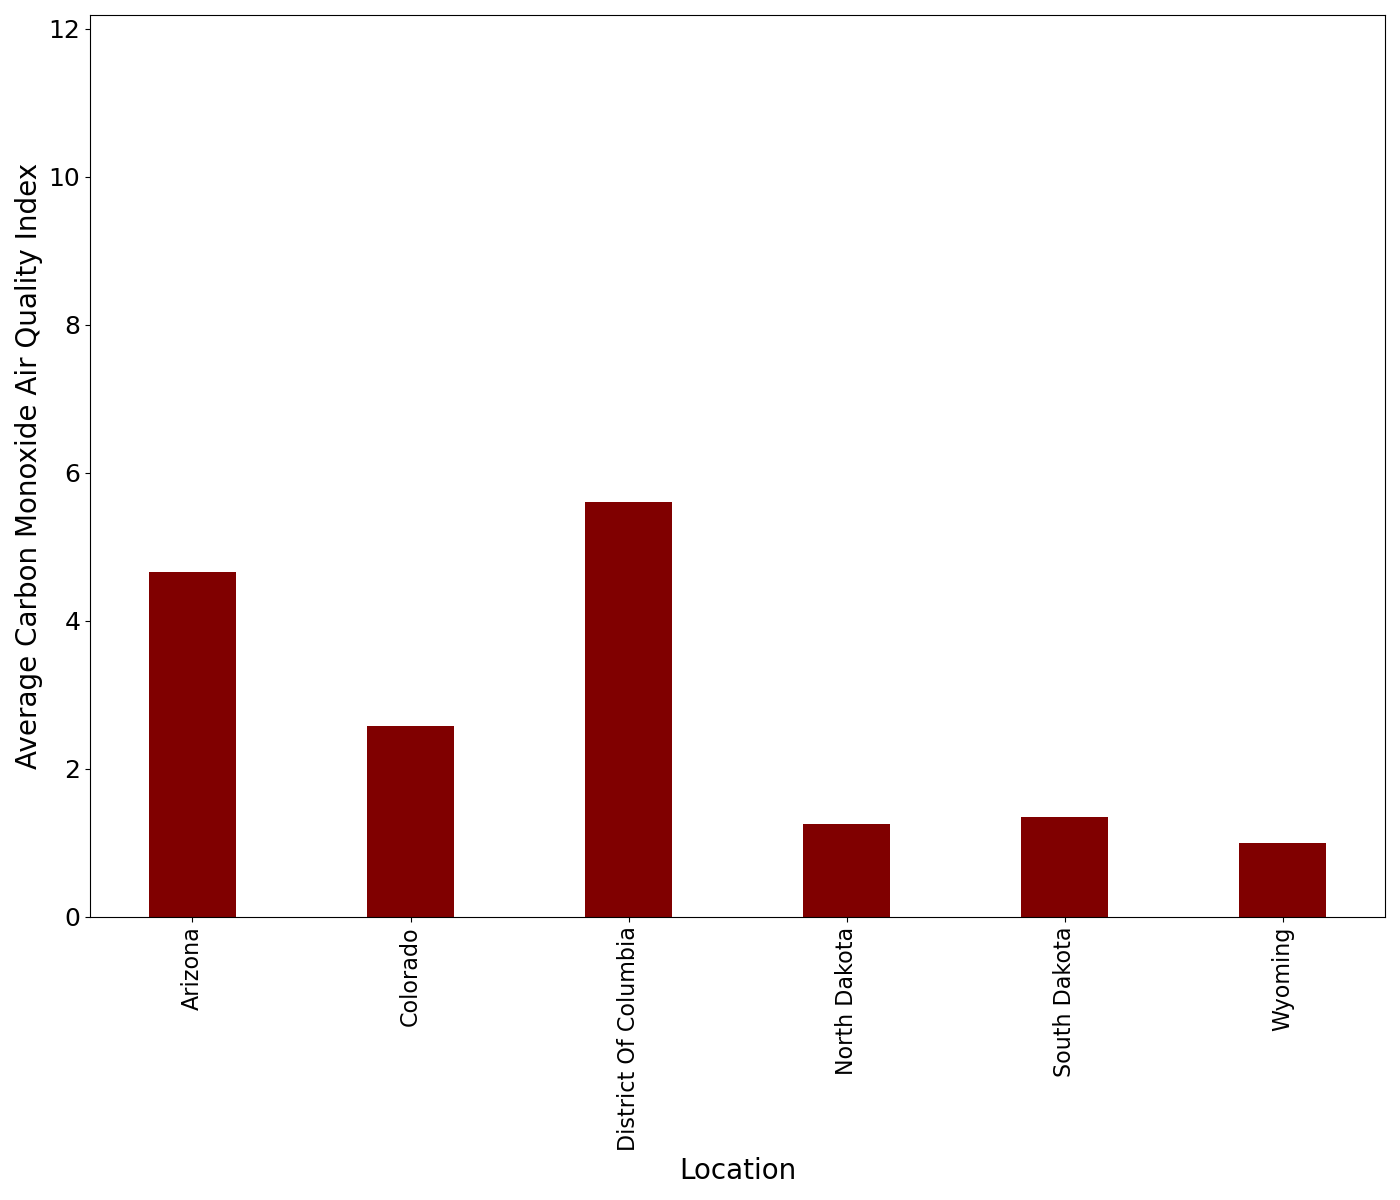 Average Carbon Monoxide Air Quality Index
12
10
8
6
4
2
0
Arizona
Colorado
District Of Columbia
North Dakota
South Dakota
Wyoming
Location